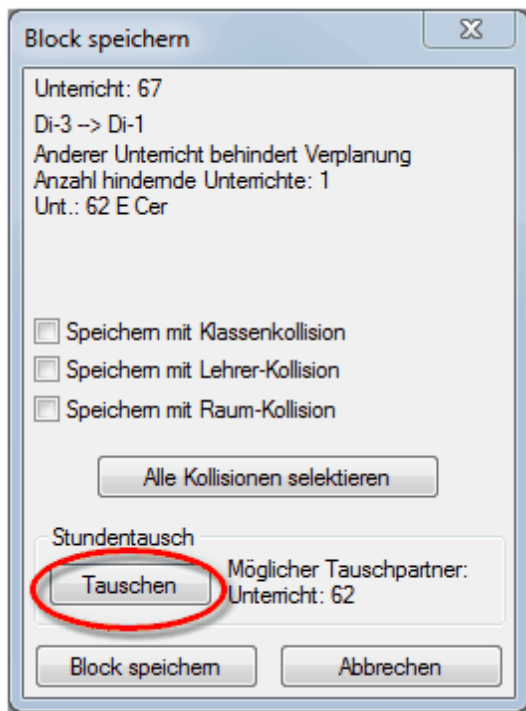 Block speichern
Unterricht: 67
Di-3 --> Di-1
Anderer Unterricht behindert Verplanung
Anzahl hindernde Unterrichte: 1
Unt.: 62 E Cer
Speichern mit Klassenkollision
Speichern mit Lehrer-Kollision
Speichern mit Raum-Kollision
Alle Kollisionen selektieren
Stundentausch
Tauschen
Möglicher Tauschpartner:
Unterricht: 62
Block speichern
Abbrechen